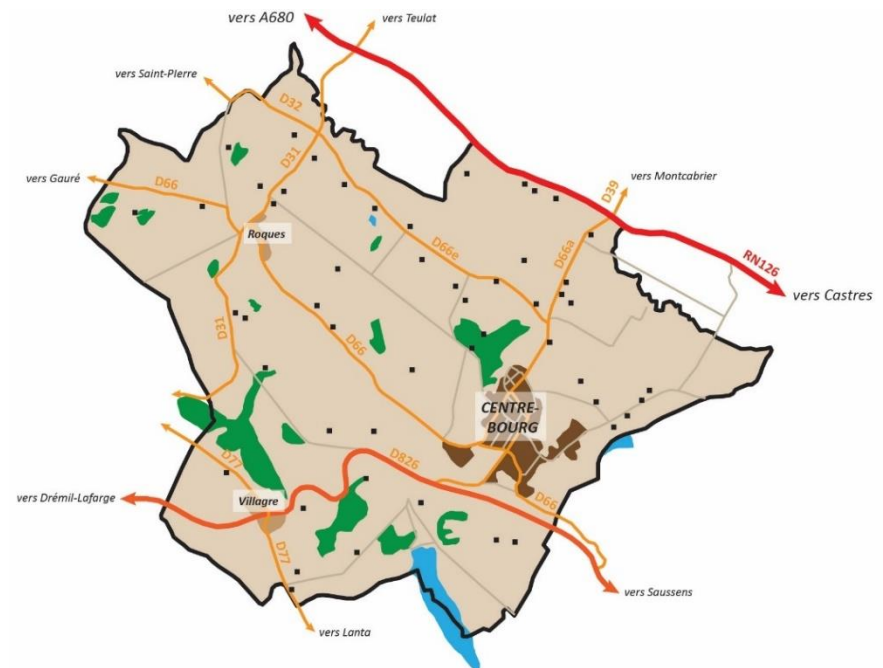 vers A680
vers Teulat
vers Saint-Pierre
D32
D31
vers Gauré
D66
vers Montcabrier
D39
Roques
D66e
D66a
RN126
vers Castres
D31
D66
CENTRE-
BOURG
D826
D77
vers Drémil-Lafarge
Villagre
D66
D77
vers Saussens
vers Lanta